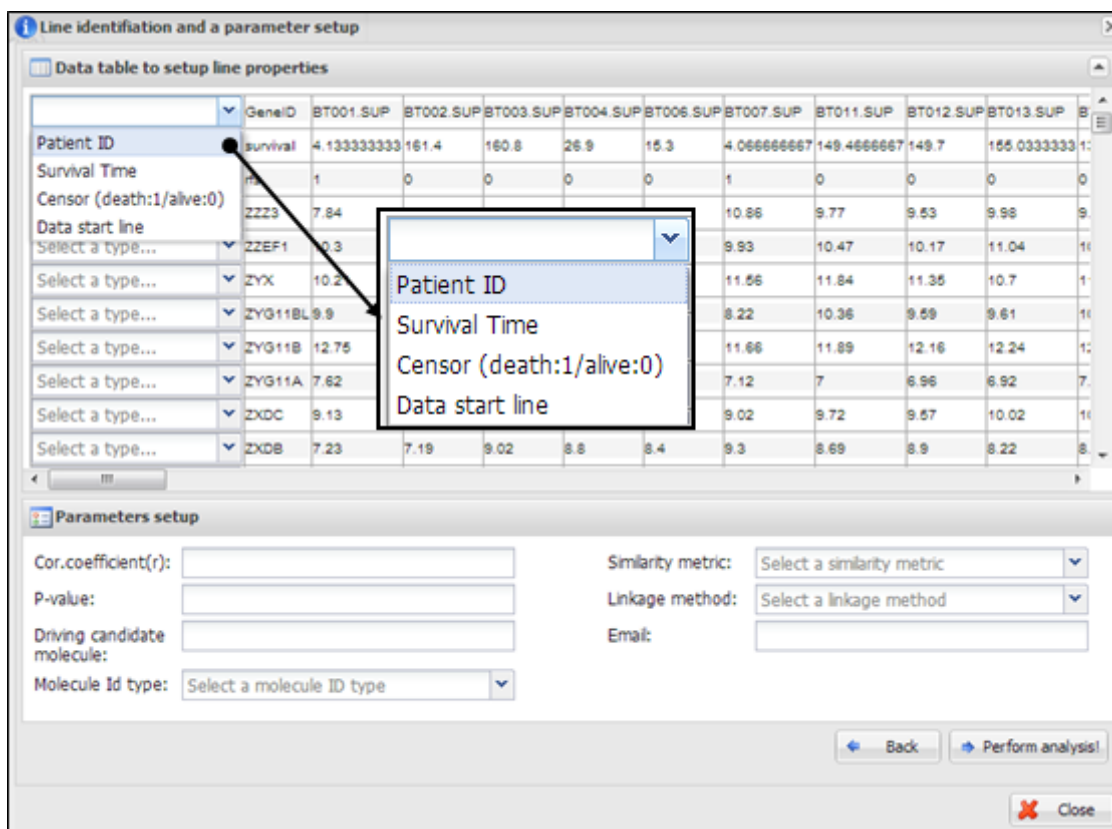 Line identifiation and a parameter setup
Data table to setup line properties
GeneID BT001.SUP BT002.SUP BT003.SUP BT004.SUP BT006.SUP BT007.SUP BT011.SUP BT012.SUP BT013.SUP
Patient ID survival 4.133333333 161.4 160.8 26.9 15.3 4.066666667 149.4666667 149.7 155.0333333
Survival Time
1 0 0 0 0 1 0 0 0 0
Censor (death:1/alive:0)
ZZZ3 7.84 10.86 9.77 9.53 9.98 9.
Data start line
Select a type... ZZEF1 9.93 10.47 10.17 11.04
Select a type... ZYX 10.2 11.56 11.84 11.35 10.7
Select a type... ZYG11BL 9.9 8.22 10.36 9.59 9.61
Select a type... ZYG11B 12.75 11.66 11.89 12.16 12.24
Select a type... ZYG11A 7.62 7.12 7 6.96 6.92 7.
Select a type... ZXDC 9.13 9.02 9.72 9.57 10.02
Select a type... ZXDB 7.23 7.19 9.02 8.8 8.4 9.3 8.69 8.9 8.22 8.
Patient ID
Survival Time
Censor (death:1/alive:0)
Data start line
Parameters setup
Cor.coefficient(r): Similarity metric: Select a similarity metric
P-value: Linkage method: Select a linkage method
Driving candidate Email:
molecule:
Molecule Id type: Select a molecule ID type
Back Perform analysis!
Close